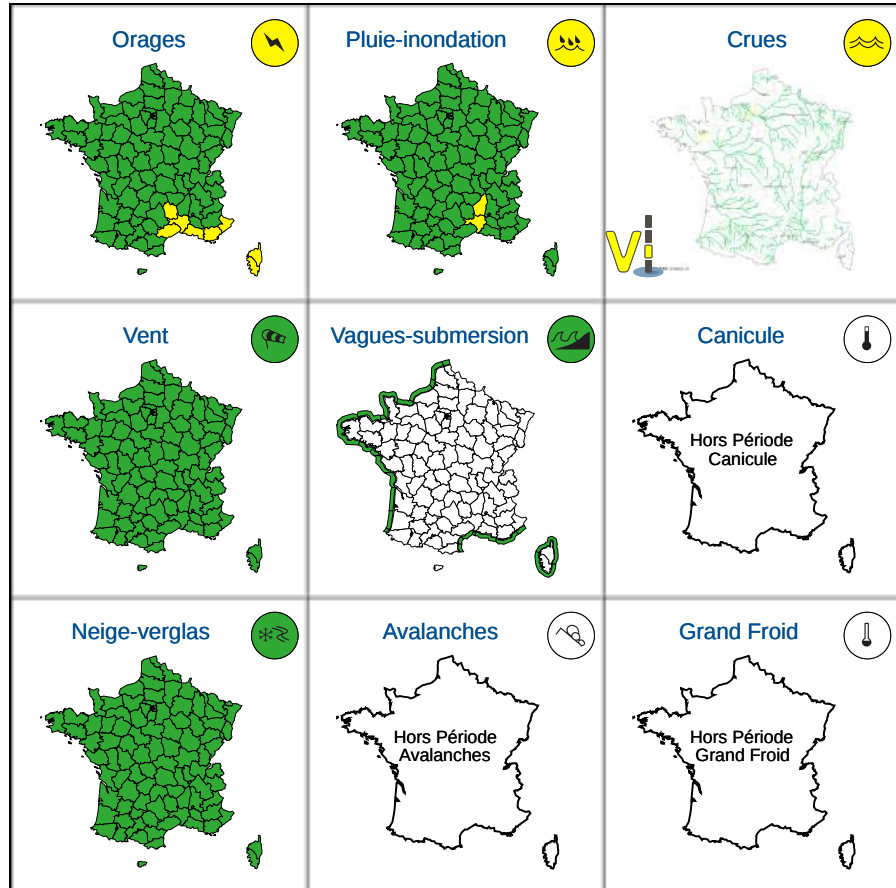 Orages
Pluie-inondation
Crues
Vi
Vent
Vagues-submersion
Canicule
Hors Période
Canicule
Neige-verglas
Avalanches
Hors Période
Avalanches
Grand Froid
Hors Période
Grand Froid